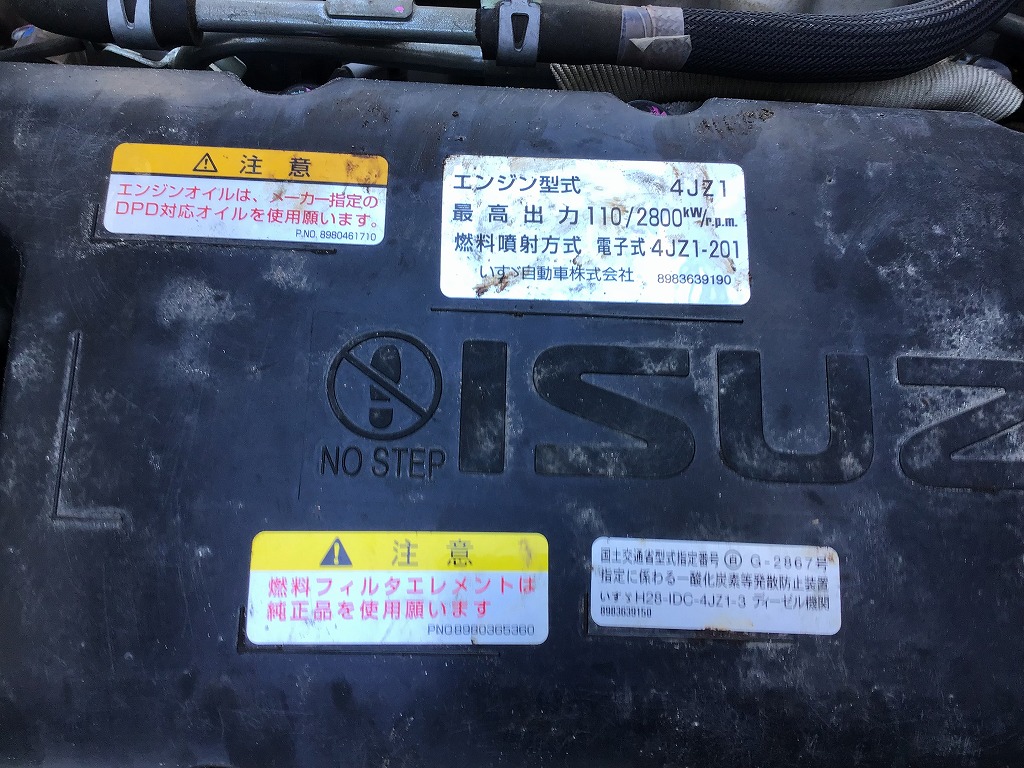 注意
エンジンオイルは、メーカー指定の
DPD対応オイルを使用願います。
P.NO. 8980461710
エンジン型式 4JZ1
最高出力 110/2800kW/r.p.m.
燃料噴射方式 電子式 4JZ1-201
いすゞ自動車株式会社 8983639190
NO STEP
ISUZ
注意
燃料フィルタエレメントは
純正品を使用願います
PNO8980365360
国土交通省型式指定番号 G-2867号
指定に係わる一酸化炭素等発散防止装置
いすゞH28-IDC-4JZ1-3 ディーゼル機関
8983639150